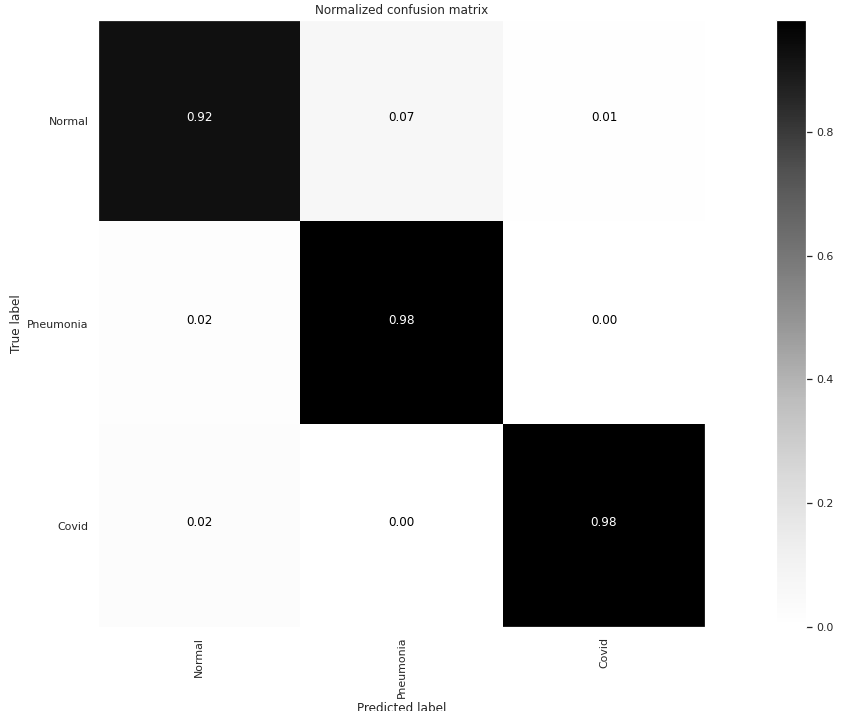 Normalized confusion matrix
Normal 0.92 0.07 0.01
Pneumonia 0.02 0.98 0.00
Covid 0.02 0.00 0.98
True label
Normal Pneumonia Covid
Predicted label
0.8
0.6
0.4
0.2
0.0